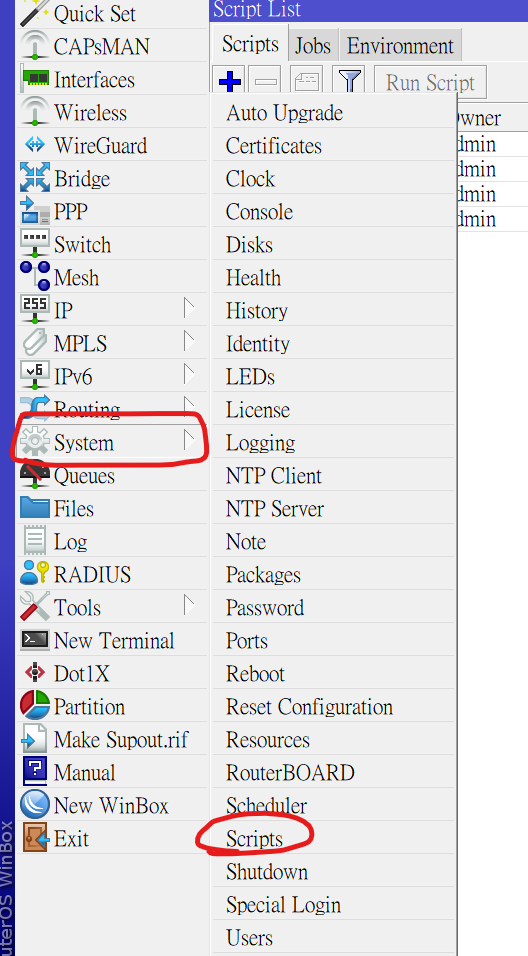 Script List
Scripts Jobs Environment
Run Script
Owner
dmin
dmin
dmin
dmin
Quick Set
CAPsMAN
Interfaces
Wireless
WireGuard
Bridge
PPP
Switch
Mesh
255
IP
MPLS
v6
IPv6
Routing
System
Queues
Files
Log
RADIUS
Tools
New Terminal
Dot1X
Partition
Make Supout.rif
Manual
New WinBox
Exit
Auto Upgrade
Certificates
Clock
Console
Disks
Health
History
Identity
LEDs
License
Logging
NTP Client
NTP Server
Note
Packages
Password
Ports
Reboot
Reset Configuration
Resources
RouterBOARD
Scheduler
Scripts
Shutdown
Special Login
Users
uterOS WinBox